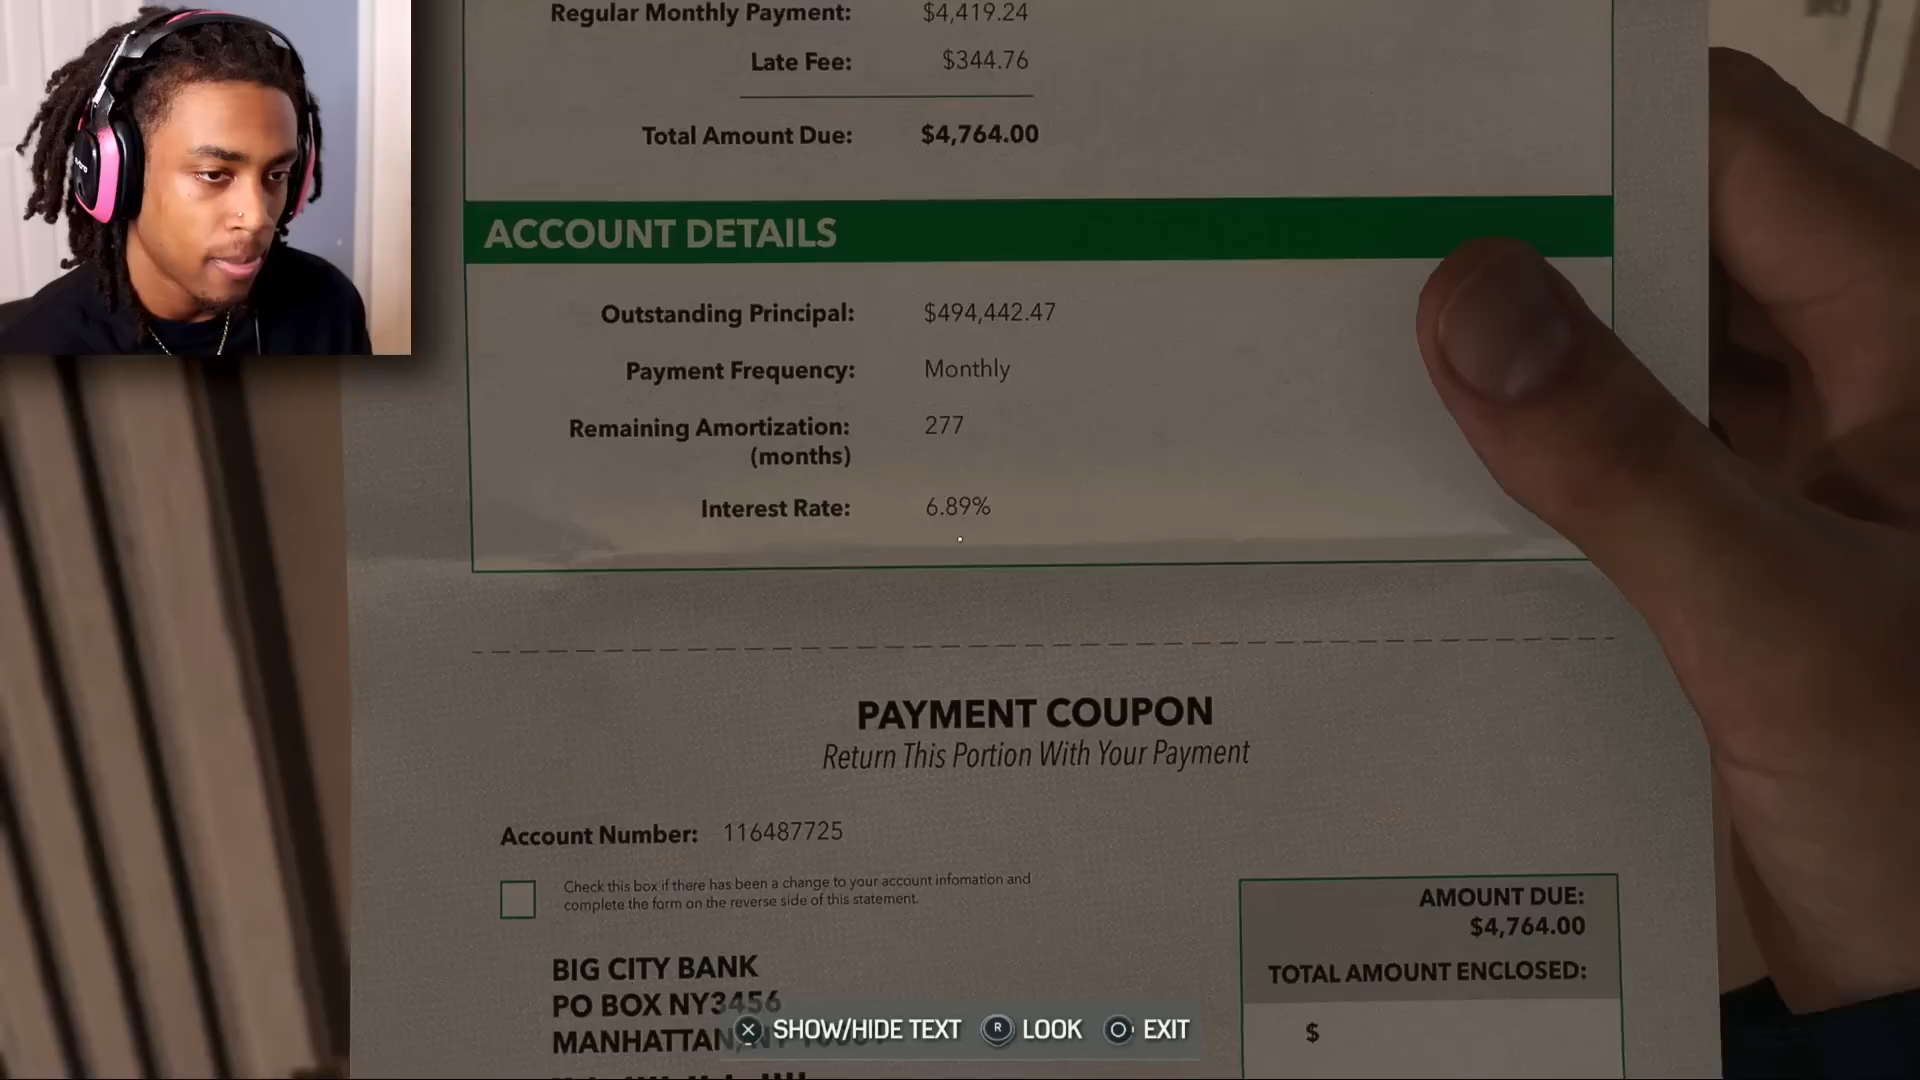 Regular Monthly Payment: $4,419.24
Late Fee: $344.76
Total Amount Due: $4,764.00
ACCOUNT DETAILS
Outstanding Principal: $494,442.47
Payment Frequency: Monthly
Remaining Amortization: 277
(months)
Interest Rate: 6.89%
PAYMENT COUPON
Return This Portion With Your Payment
Account Number: 116487725
Check this box if there has been a change to your account infomation and
complete the form on the reverse side of this statement.
AMOUNT DUE:
$4,764.00
TOTAL AMOUNT ENCLOSED:
$
BIG CITY BANK
PO BOX NY3456
MANHATTAN,
SHOW/HIDE TEXT R LOOK EXIT